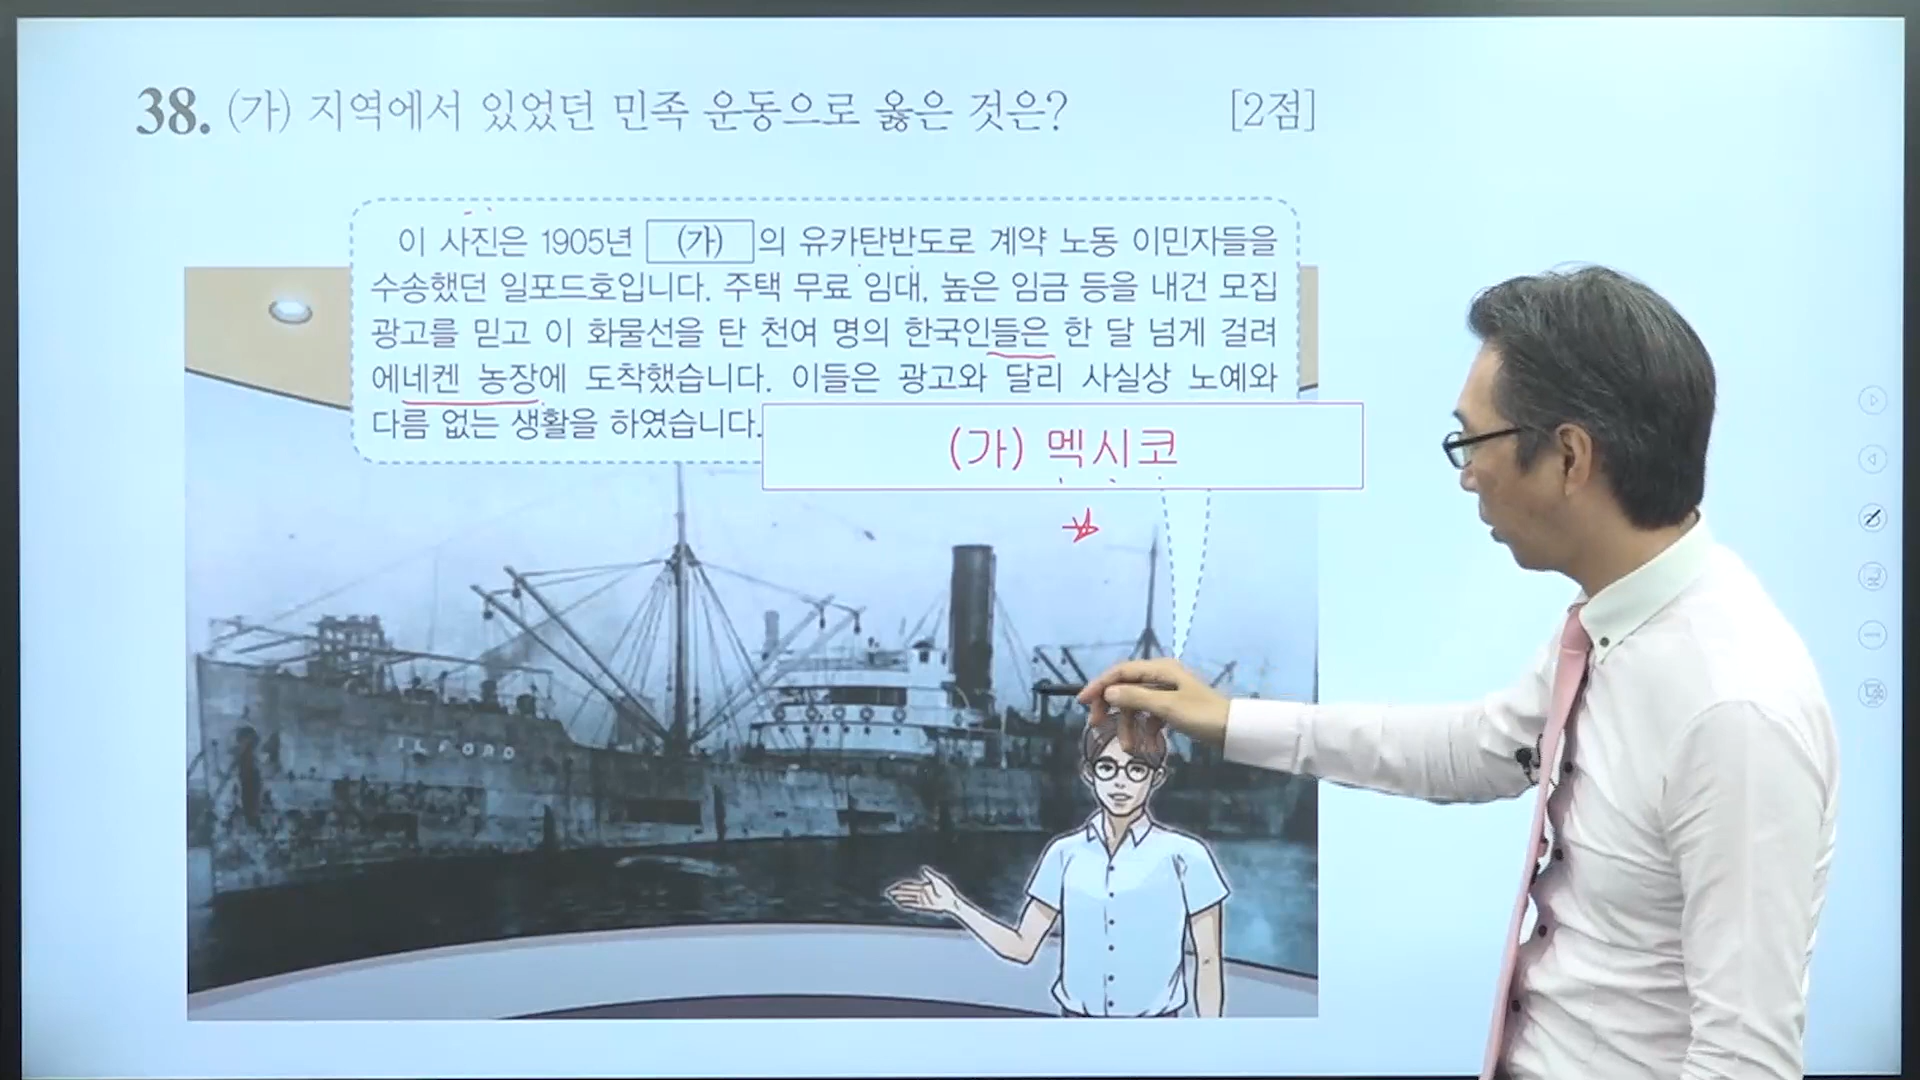 38. (가) 지역에서 있었던 민족 운동으로 옳은 것은? [2점]
이 사진은 1905년 (가) 의 유카탄반도로 계약 노동 이민자들을
수송했던 일포드호입니다. 주택 무료 임대, 높은 임금 등을 내건 모집
광고를 믿고 이 화물선을 탄 천여 명의 한국인들은 한 달 넘게 걸려
에네켄 농장에 도착했습니다. 이들은 광고와 달리 사실상 노예와
다름 없는 생활을 하였습니다.
(가) 멕시코
ILFORD